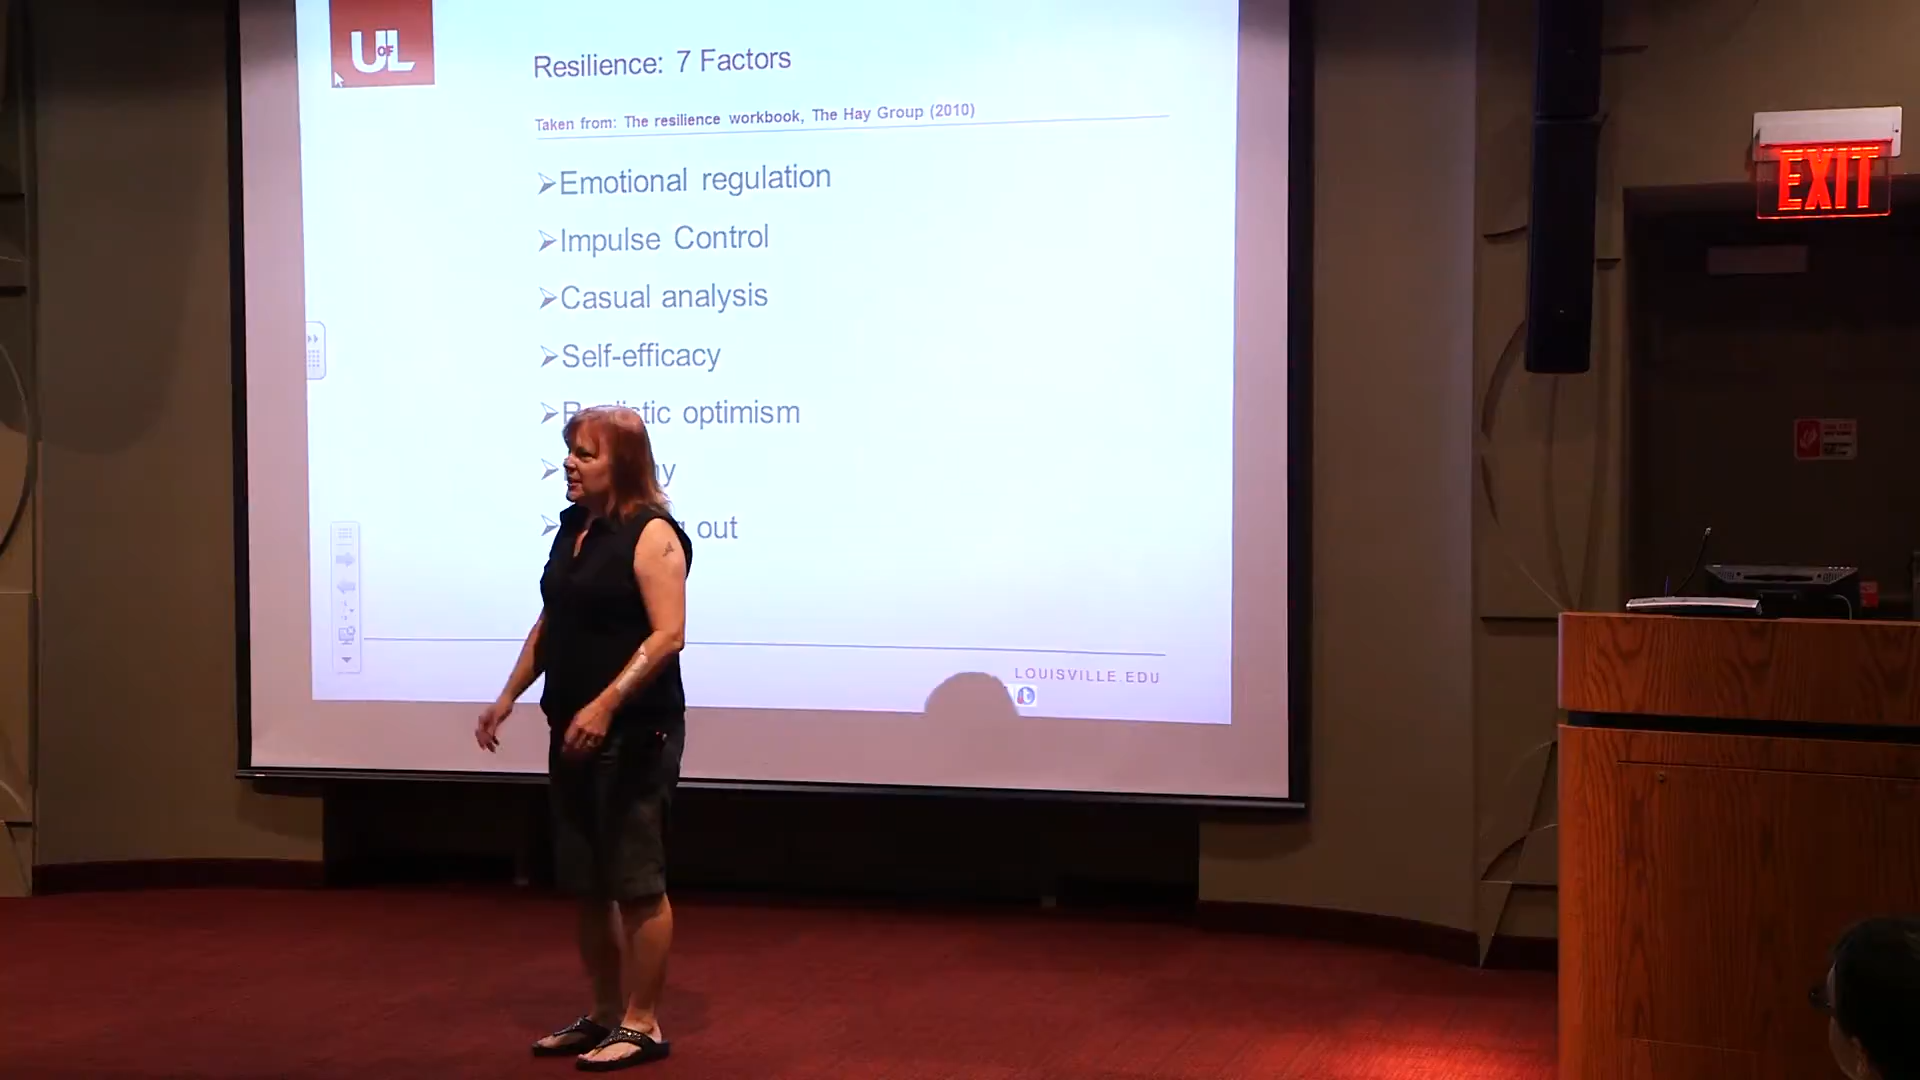 UofL
Resilience: 7 Factors
Taken from: The resilience workbook, The Hay Group (2010)
➢Emotional regulation
➢Impulse Control
➢Casual analysis
➢Self-efficacy
➢ optimism
➢
➢ out
LOUISVILLE.EDU
EXIT